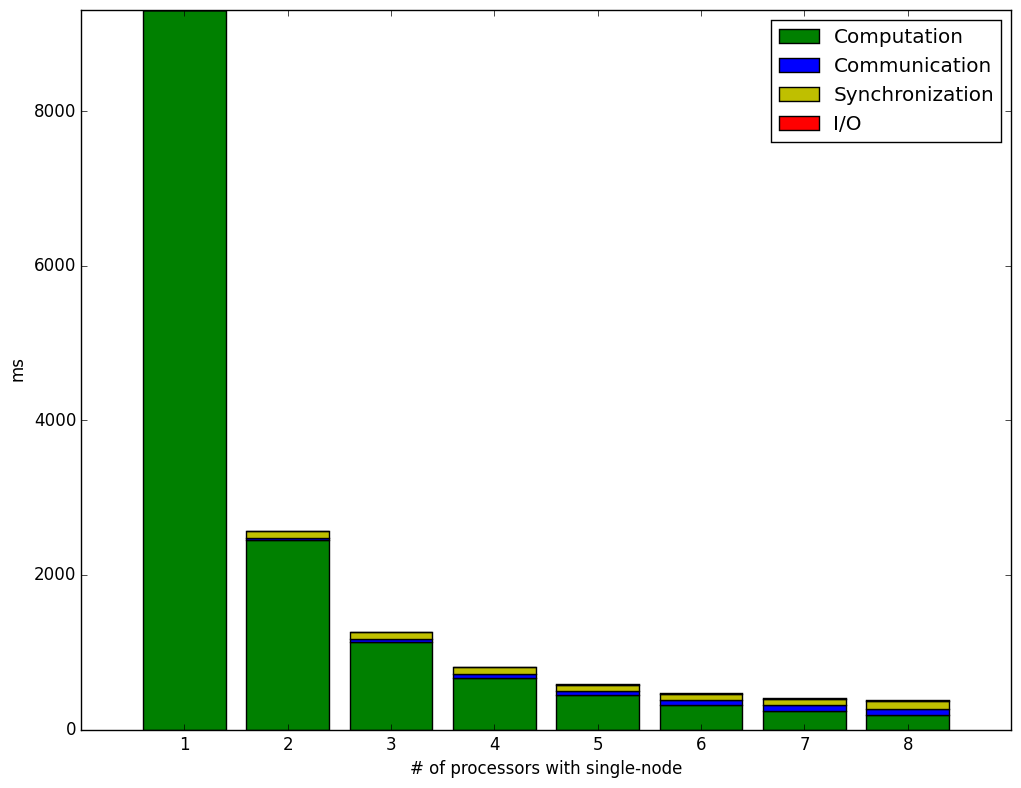 Computation
Communication
Synchronization
I/O
8000
6000
ms
4000
2000
0
1 2 3 4 5 6 7 8
# of processors with single-node